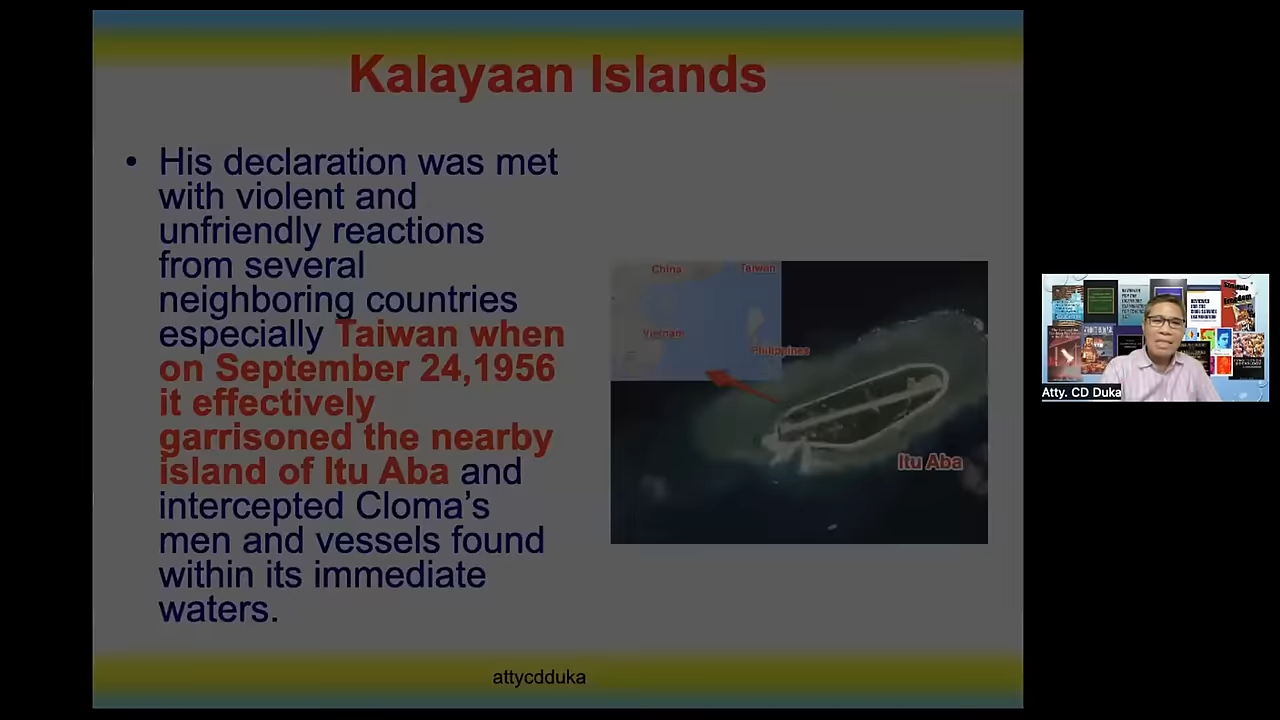 Kalayaan Islands
• His declaration was met
with violent and
unfriendly reactions
from several
neighboring countries
especially Taiwan when
on September 24,1956
it effectively
garrisoned the nearby
island of Itu Aba and
intercepted Cloma’s
men and vessels found
within its immediate
waters.
China
Taiwan
Vietnam
Philippines
Itu Aba
attycdduka
Atty. CD Duka